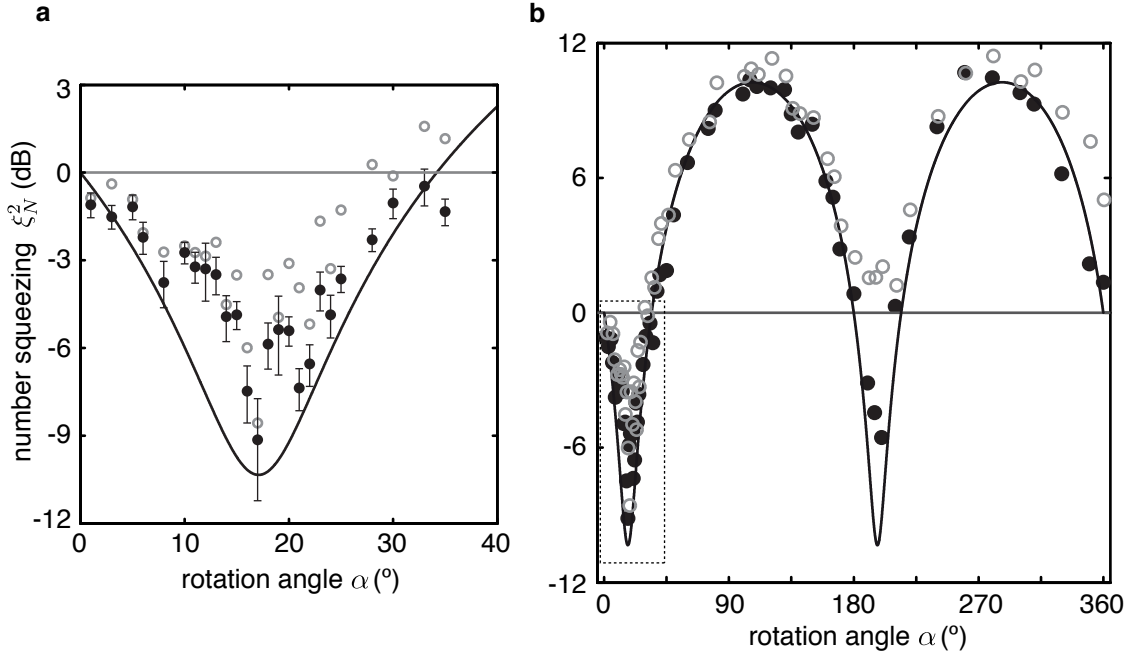 a
3
0
-3
-6
-9
-12
0 10 20 30 40
number squeezing ξ²_N (dB)
rotation angle α (º)
b
12
6
0
-6
-12
0 90 180 270 360
rotation angle α (º)